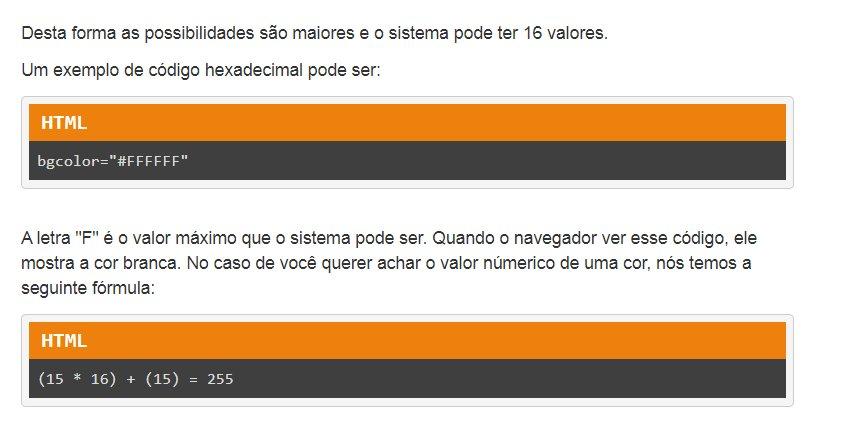 Desta forma as possibilidades são maiores e o sistema pode ter 16 valores.
Um exemplo de código hexadecimal pode ser:
HTML
bgcolor="#FFFFFF"
A letra "F" é o valor máximo que o sistema pode ser. Quando o navegador ver esse código, ele
mostra a cor branca. No caso de você querer achar o valor númerico de uma cor, nós temos a
seguinte fórmula:
HTML
(15 * 16) + (15) = 255